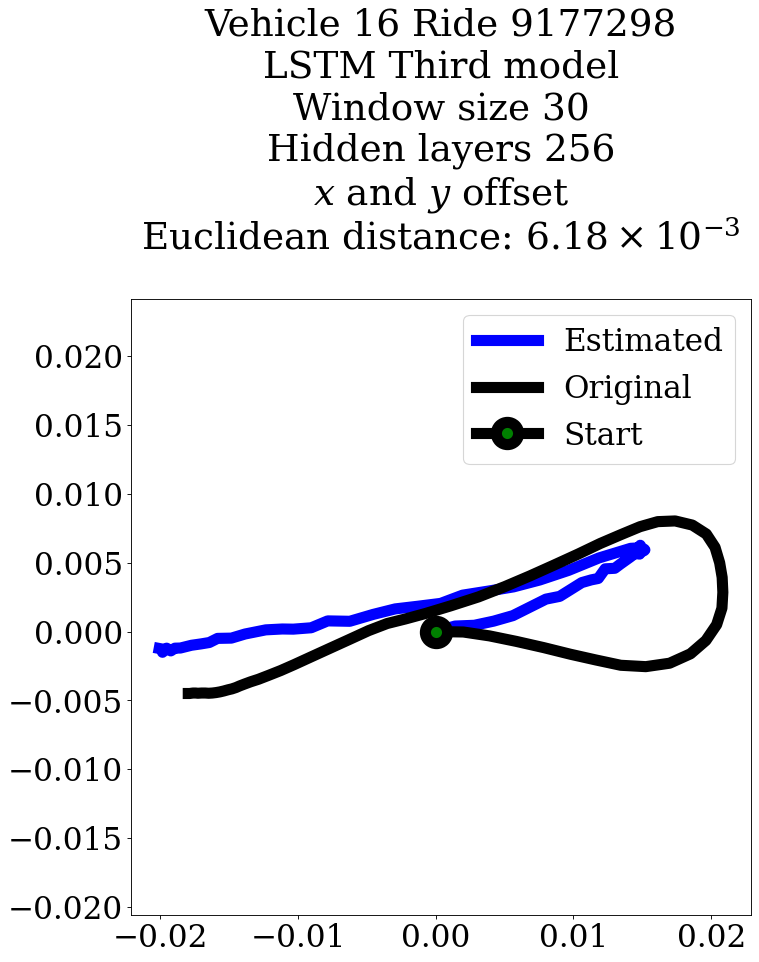 Vehicle 16 Ride 9177298
LSTM Third model
Window size 30
Hidden layers 256
x and y offset
Euclidean distance: 6.18 × 10⁻³
Estimated
Original
Start
0.020
0.015
0.010
0.005
0.000
−0.005
−0.010
−0.015
−0.020
−0.02 −0.01 0.00 0.01 0.02